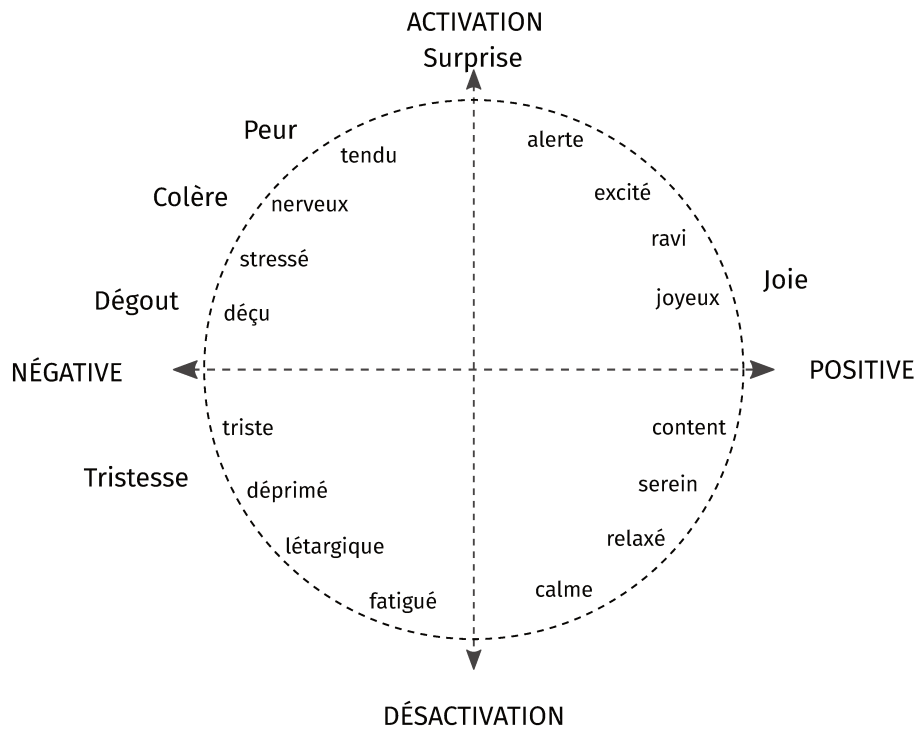 ACTIVATION
Surprise
Peur
tendu
alerte
Colère
nerveux
excité
stressé
ravi
Dégout
déçu
joyeux
Joie
NÉGATIVE
POSITIVE
triste
content
Tristesse
déprimé
serein
létargique
relaxé
fatigué
calme
DÉSACTIVATION